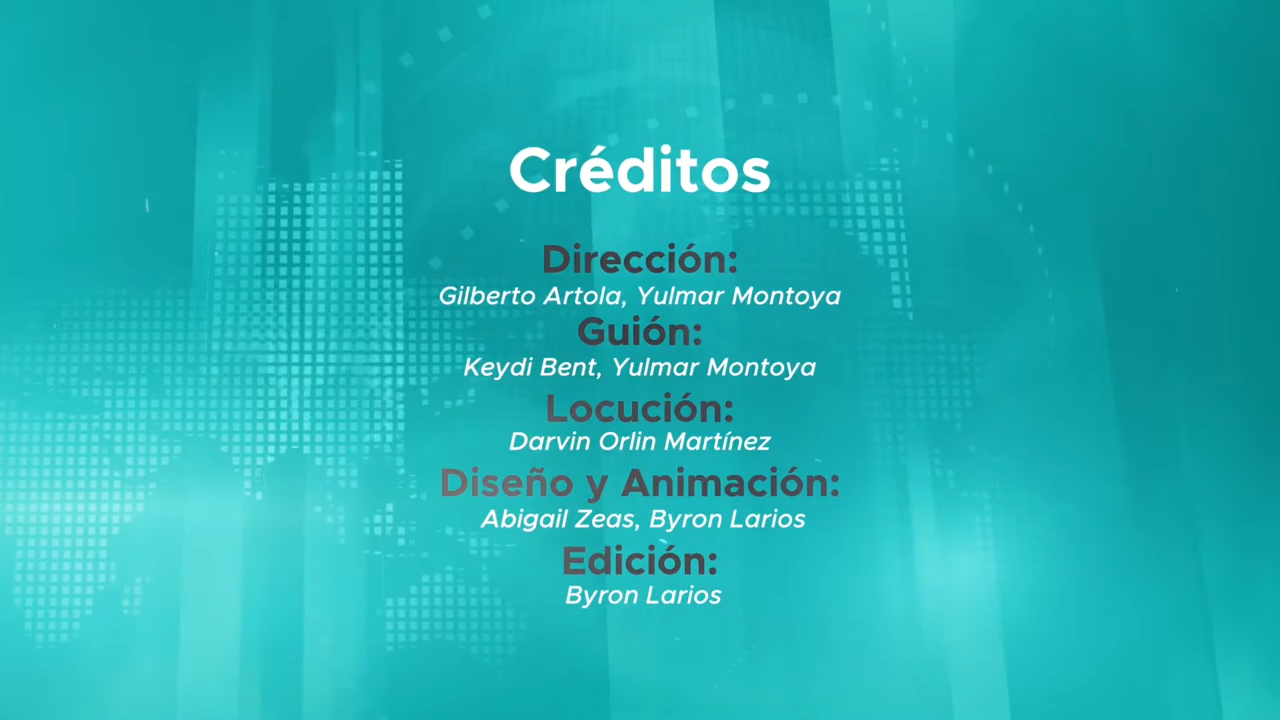 Créditos
Dirección:
Gilberto Artola, Yulmar Montoya
Guión:
Keydi Bent, Yulmar Montoya
Locución:
Darvin Orlin Martínez
Diseño y Animación:
Abigail Zeas, Byron Larios
Edición:
Byron Larios